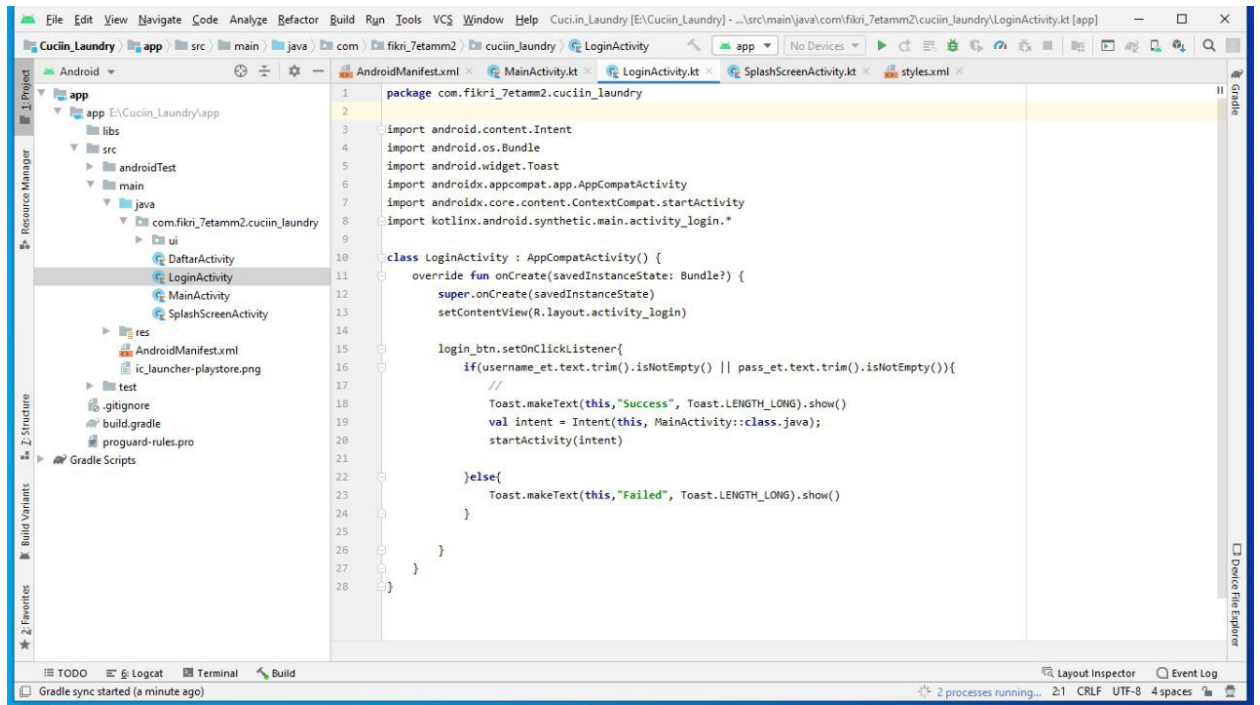 File Edit View Navigate Code Analyze Refactor Build Run Tools VCS Window Help Cuci.in_Laundry [E:\Cuciin_Laundry] - ...\src\main\java\com\fikri_7etamm2\cuciin_laundry\LoginActivity.kt [app]
Cuciin_Laundry app src main java com fikri_7etamm2 cuciin_laundry LoginActivity app No Devices
Android AndroidManifest.xml MainActivity.kt LoginActivity.kt SplashScreenActivity.kt styles.xml
1: Project
Resource Manager
Z: Structure
Build Variants
2: Favorites
app
app E:\Cuciin_Laundry\app
libs
src
androidTest
main
java
com.fikri_7etamm2.cuciin_laundry
ui
DaftarActivity
LoginActivity
MainActivity
SplashScreenActivity
res
AndroidManifest.xml
ic_launcher-playstore.png
test
.gitignore
build.gradle
proguard-rules.pro
Gradle Scripts
1 package com.fikri_7etamm2.cuciin_laundry
2
3 import android.content.Intent
4 import android.os.Bundle
5 import android.widget.Toast
6 import androidx.appcompat.app.AppCompatActivity
7 import androidx.core.content.ContextCompat.startActivity
8 import kotlinx.android.synthetic.main.activity_login.*
9
10 class LoginActivity : AppCompatActivity() {
11 override fun onCreate(savedInstanceState: Bundle?) {
12 super.onCreate(savedInstanceState)
13 setContentView(R.layout.activity_login)
14
15 login_btn.setOnClickListener{
16 if(username_et.text.trim().isNotEmpty() || pass_et.text.trim().isNotEmpty()){
17 //
18 Toast.makeText(this,"Success", Toast.LENGTH_LONG).show()
19 val intent = Intent(this, MainActivity::class.java);
20 startActivity(intent)
21
22 }else{
23 Toast.makeText(this,"Failed", Toast.LENGTH_LONG).show()
24 }
25
26 }
27 }
28 }
Gradle
Device File Explorer
TODO 6: Logcat Terminal Build Layout Inspector Event Log
Gradle sync started (a minute ago) 2 processes running... 2:1 CRLF UTF-8 4 spaces